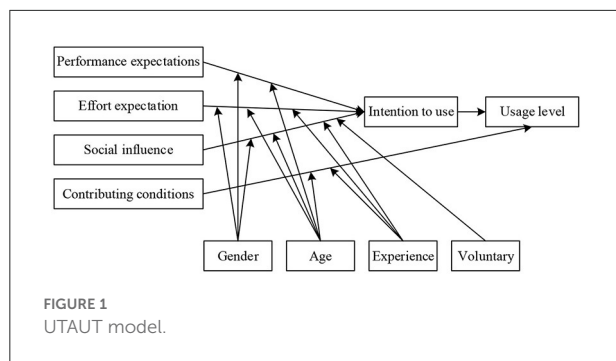 Performance expectations
Effort expectation
Intention to use
Usage level
Social influence
Contributing conditions
Gender
Age
Experience
Voluntary
FIGURE 1
UTAUT model.